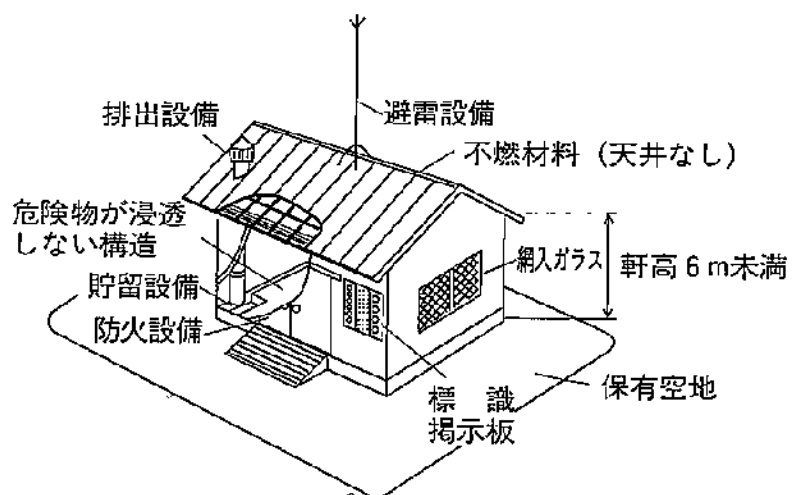 排出設備
避雷設備
不燃材料（天井なし）
危険物が浸透
しない構造
網入ガラス
軒高６ｍ未満
貯留設備
防火設備
標　識
掲示板
保有空地